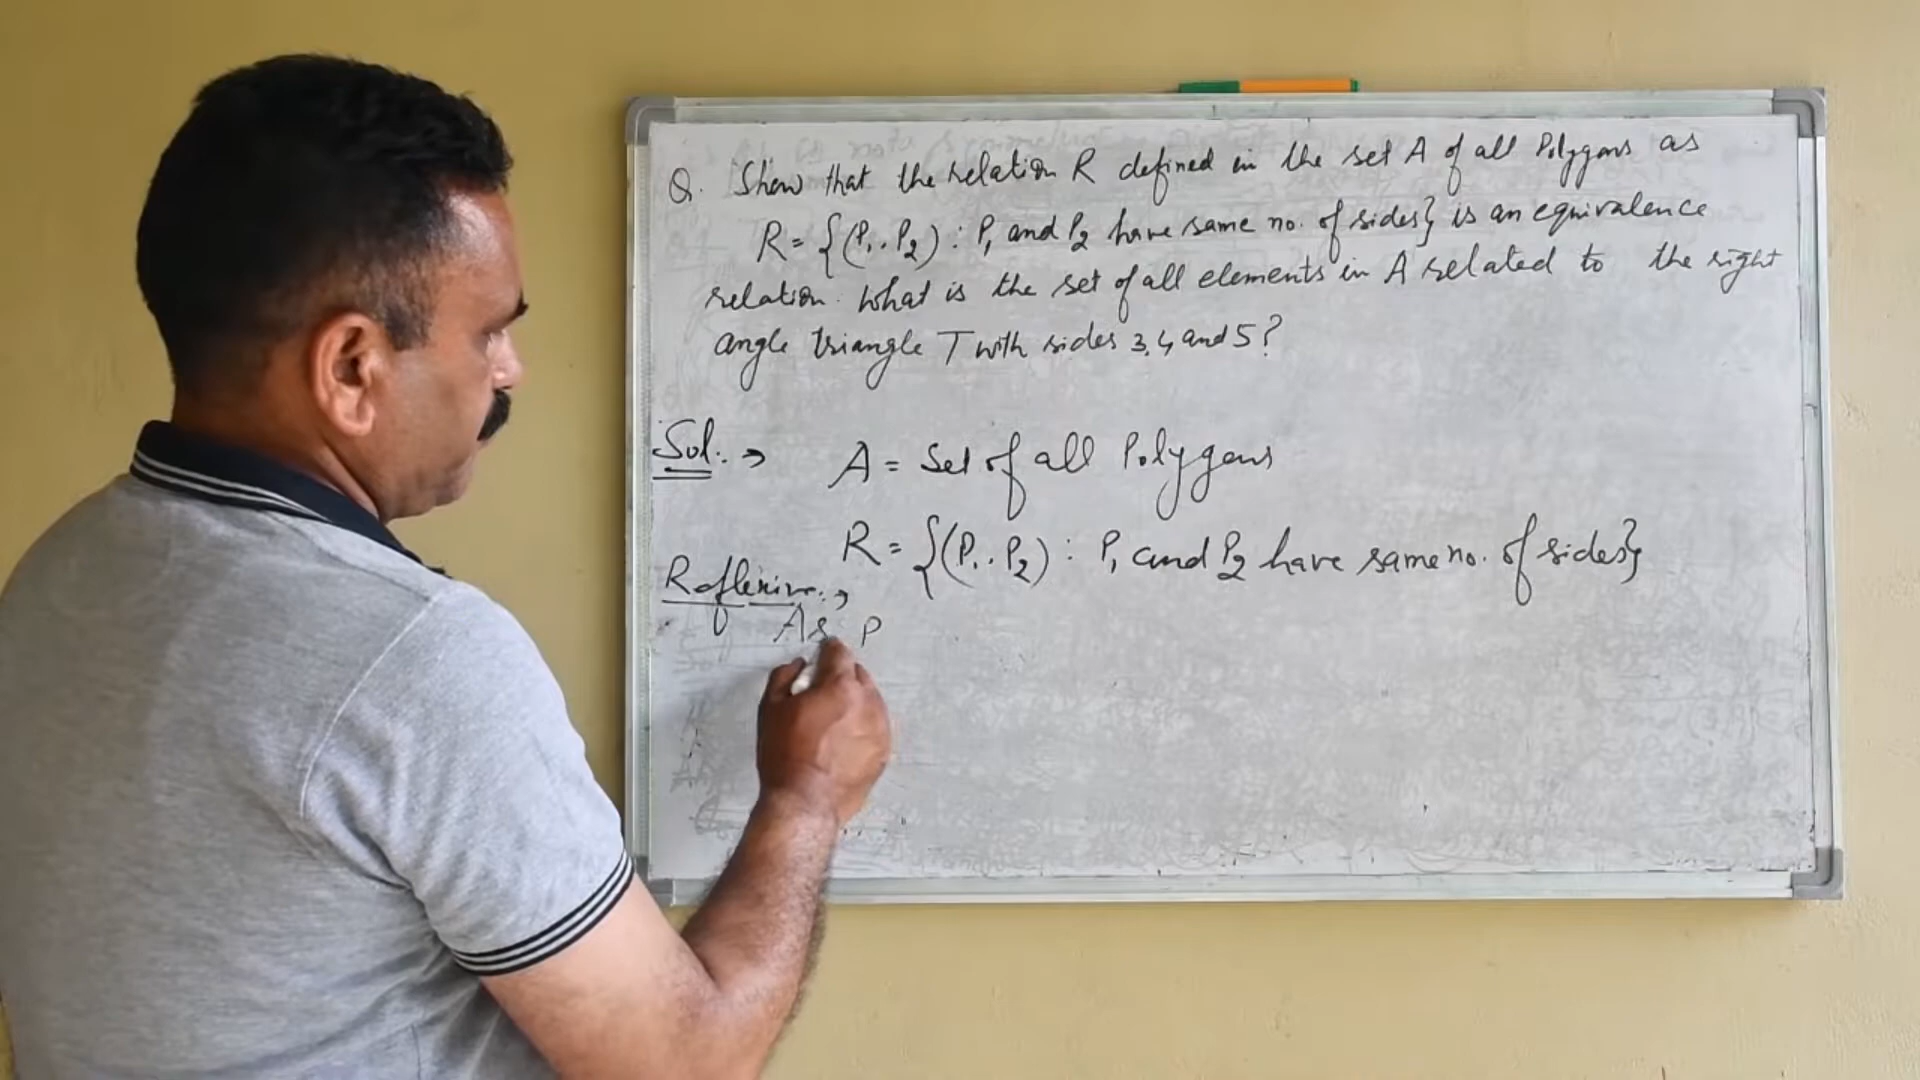 Q. Show that the relation R defined in the set A of all Polygons as
R = {(P₁, P₂) : P₁ and P₂ have same no. of sides} is an equivalence
relation. What is the set of all elements in A related to the right
angle triangle T with sides 3, 4 and 5?
Sol. :→ A = Set of all Polygons
R = {(P₁, P₂) : P₁ and P₂ have same no. of sides}
Reflexive :→
As P